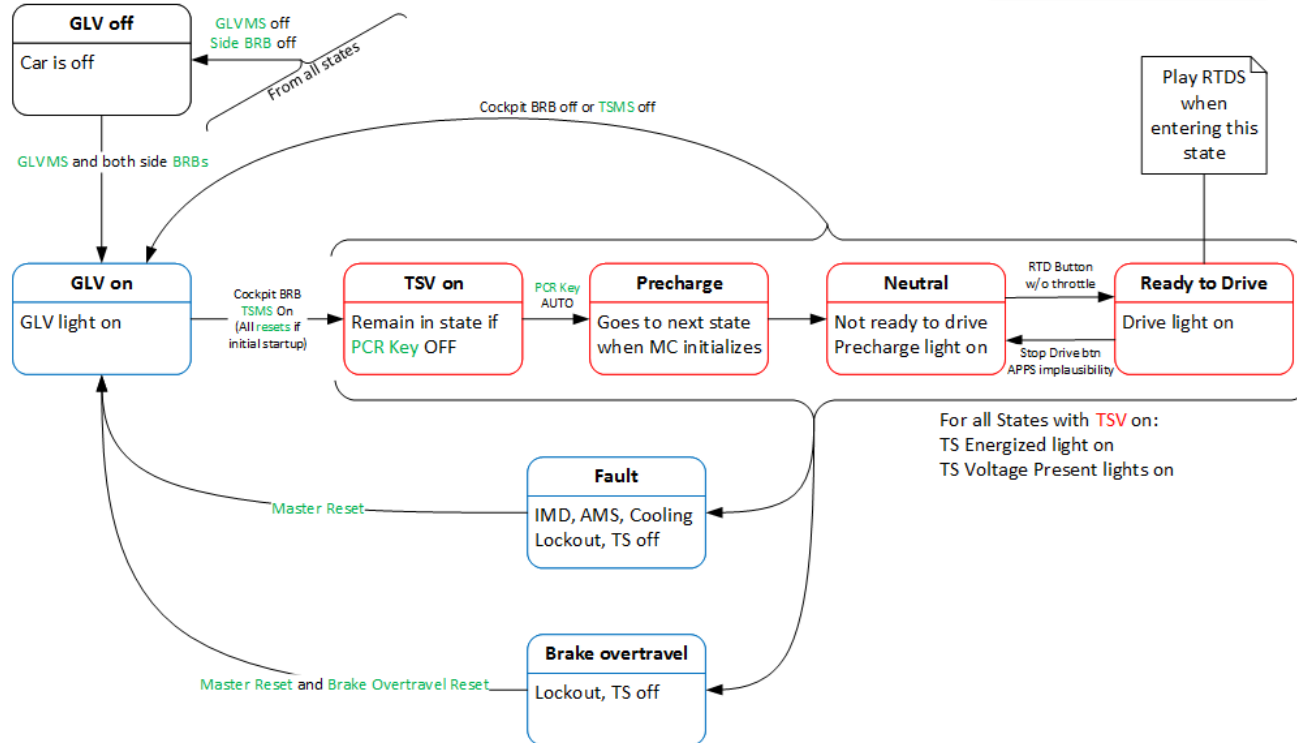 GLV off
Car is off
GLVMS off
Side BRB off
From all states
Play RTDS
when
entering this
state
Cockpit BRB off or TSMS off
GLVMS and both side BRBs
GLV on
GLV light on
Cockpit BRB
TSMS On
(All resets if
initial startup)
TSV on
Remain in state if
PCR Key OFF
PCR Key
AUTO
Precharge
Goes to next state
when MC initializes
Neutral
Not ready to drive
Precharge light on
RTD Button
w/o throttle
Stop Drive btn
APPS implausibility
Ready to Drive
Drive light on
For all States with TSV on:
TS Energized light on
TS Voltage Present lights on
Fault
IMD, AMS, Cooling
Lockout, TS off
Master Reset
Brake overtravel
Lockout, TS off
Master Reset and Brake Overtravel Reset